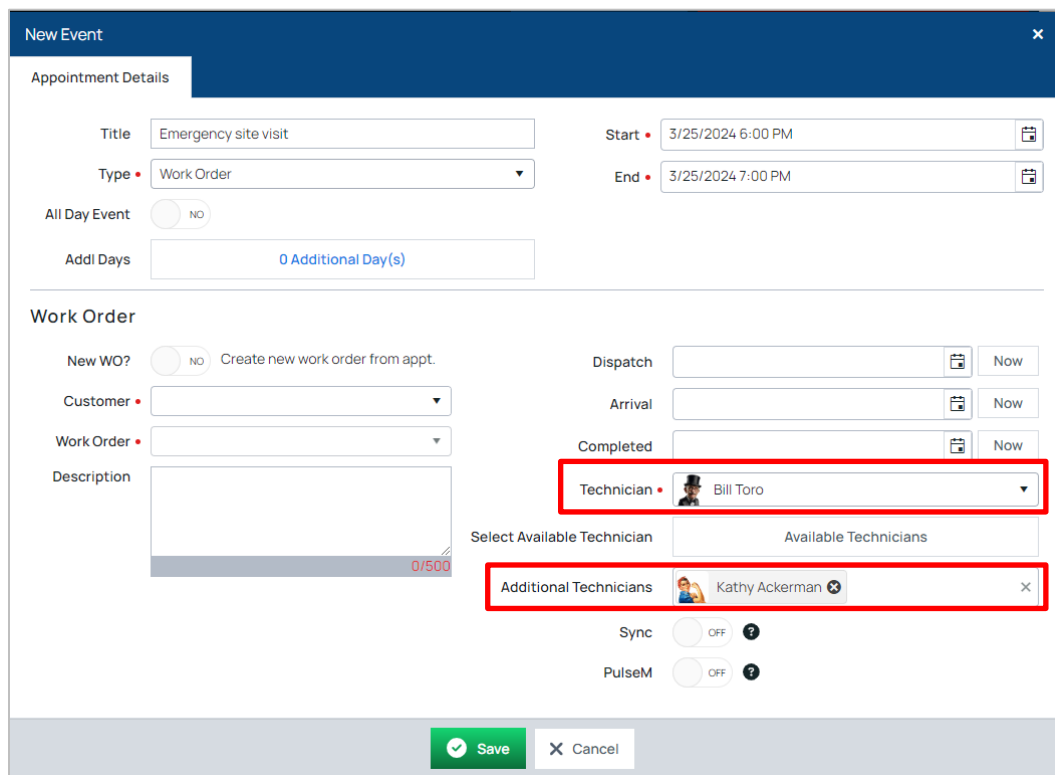 New Event
Appointment Details
Title Emergency site visit
Start • 3/25/2024 6:00 PM
Type • Work Order
End • 3/25/2024 7:00 PM
All Day Event NO
Addl Days 0 Additional Day(s)
Work Order
New WO? NO Create new work order from appt.
Dispatch Now
Customer •
Arrival Now
Work Order •
Completed Now
Description
0/500
Technician • Bill Toro
Select Available Technician Available Technicians
Additional Technicians Kathy Ackerman
Sync OFF ?
PulseM OFF ?
Save Cancel